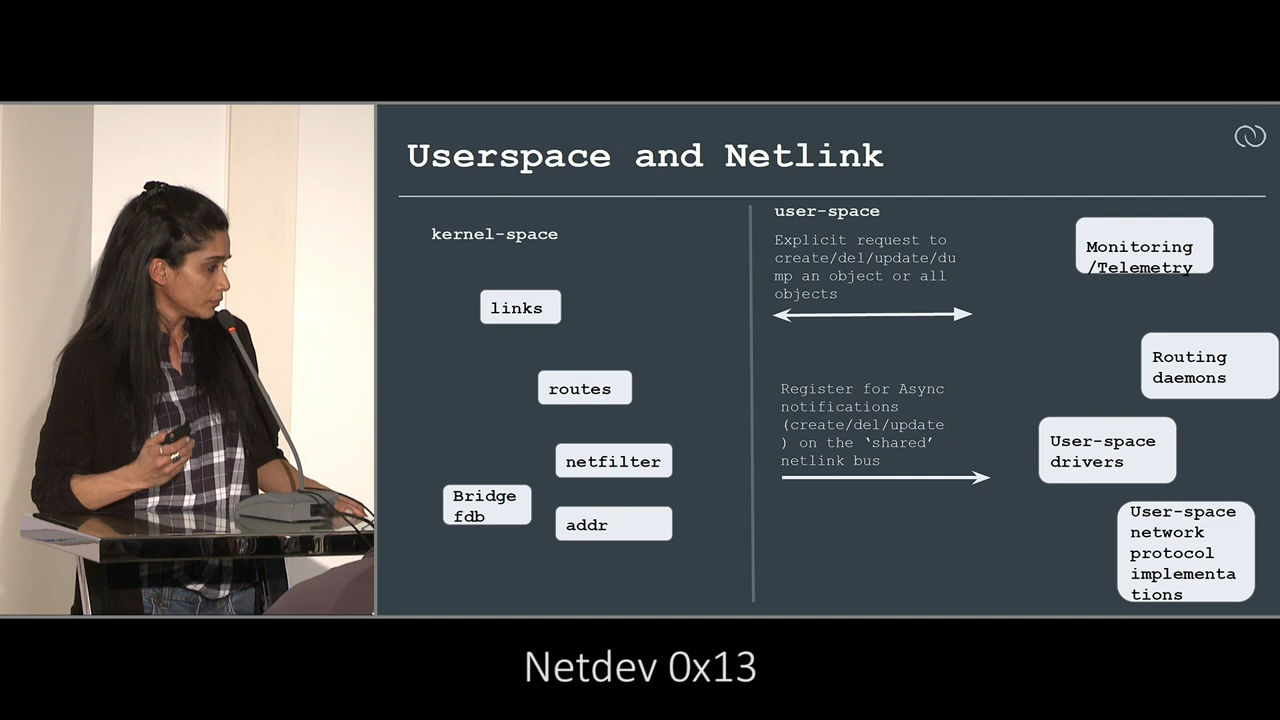 Userspace and Netlink
kernel-space
links
routes
netfilter
Bridge
fdb
addr
user-space
Explicit request to
create/del/update/du
mp an object or all
objects
Register for Async
notifications
(create/del/update
) on the ‘shared’
netlink bus
Monitoring
/Telemetry
Routing
daemons
User-space
drivers
User-space
network
protocol
implementa
tions
Netdev 0x13